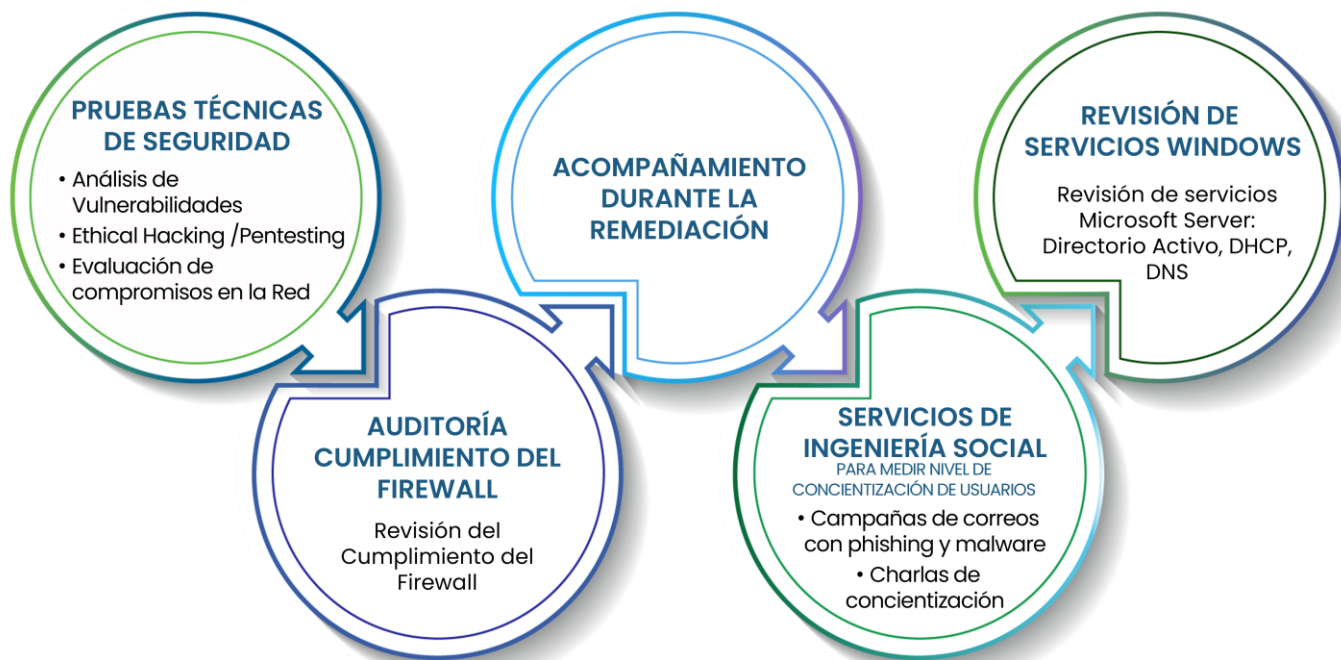 PRUEBAS TÉCNICAS
DE SEGURIDAD
• Análisis de
Vulnerabilidades
• Ethical Hacking /Pentesting
• Evaluación de
compromisos en la Red
AUDITORÍA
CUMPLIMIENTO DEL
FIREWALL
Revisión del
Cumplimiento del
Firewall
ACOMPAÑAMIENTO
DURANTE LA
REMEDIACIÓN
SERVICIOS DE
INGENIERÍA SOCIAL
PARA MEDIR NIVEL DE
CONCIENTIZACIÓN DE USUARIOS
• Campañas de correos
con phishing y malware
• Charlas de
concientización
REVISIÓN DE
SERVICIOS WINDOWS
Revisión de servicios
Microsoft Server:
Directorio Activo, DHCP,
DNS